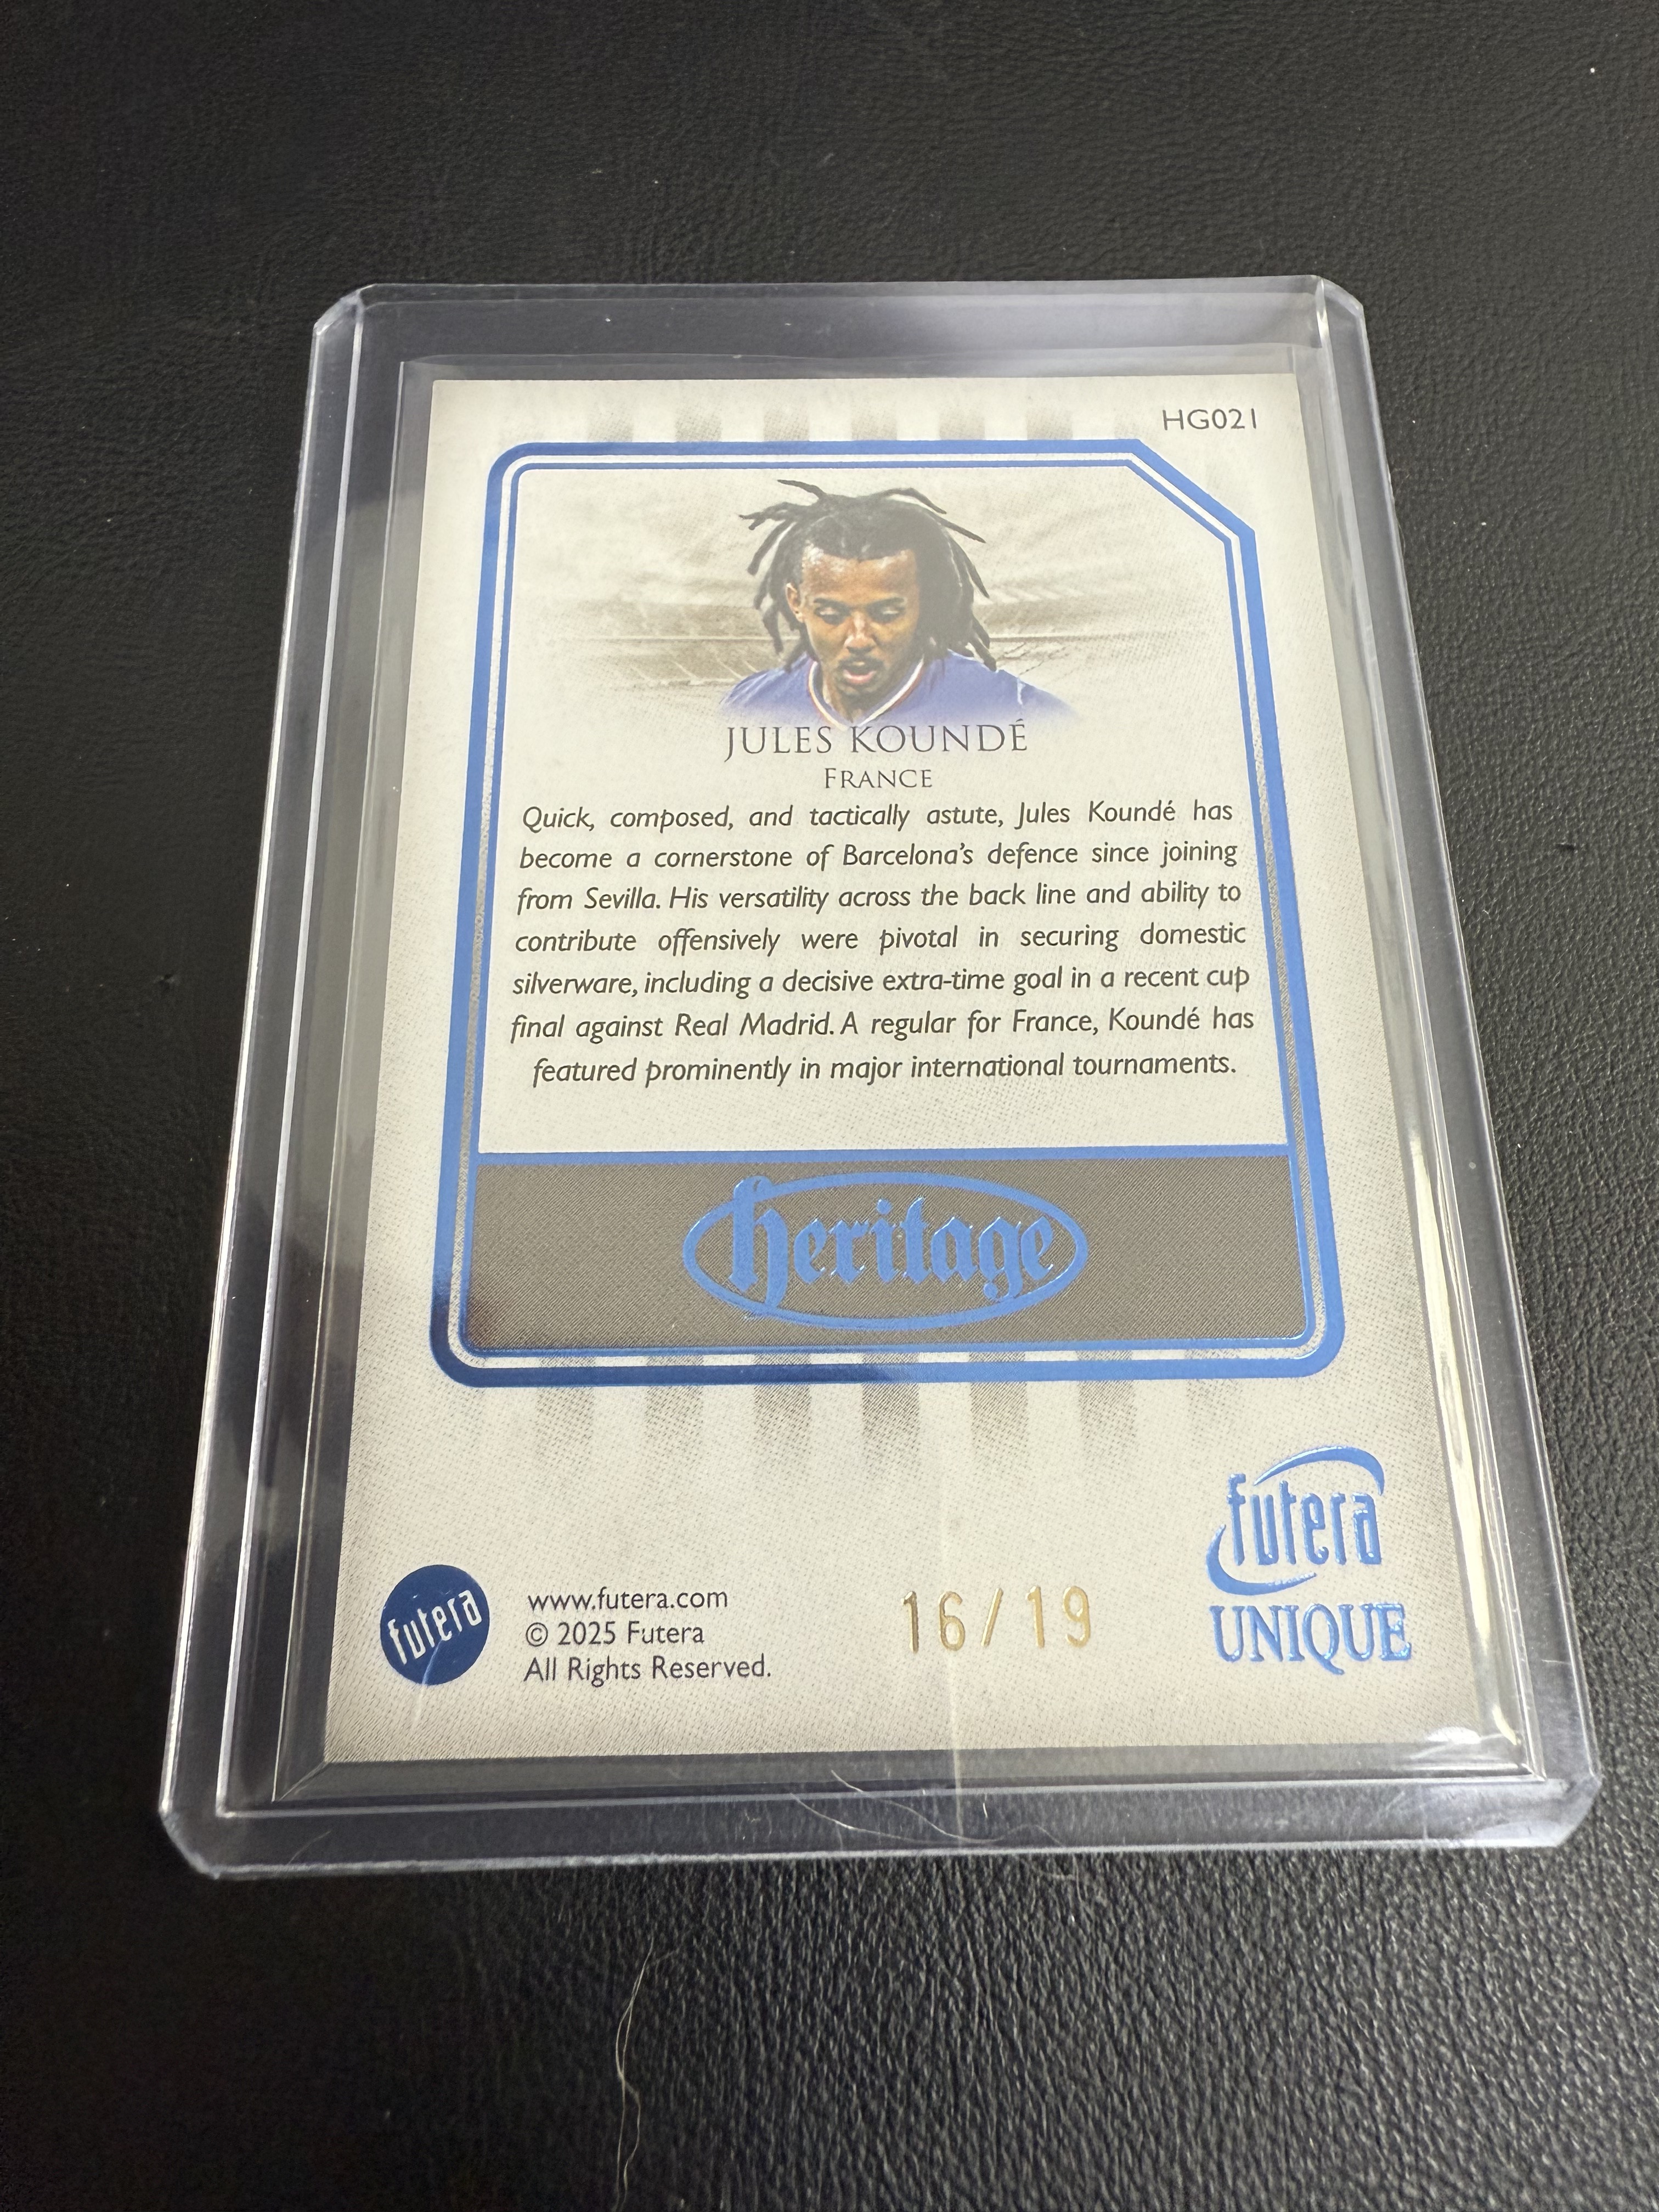 HG021
JULES KOUNDÉ
FRANCE
Quick, composed, and tactically astute, Jules Koundé has
become a cornerstone of Barcelona's defence since joining
from Sevilla. His versatility across the back line and ability to
contribute offensively were pivotal in securing domestic
silverware, including a decisive extra-time goal in a recent cup
final against Real Madrid. A regular for France, Koundé has
featured prominently in major international tournaments.
heritage
futera
www.futera.com
© 2025 Futera
All Rights Reserved.
16/19
futera
UNIQUE